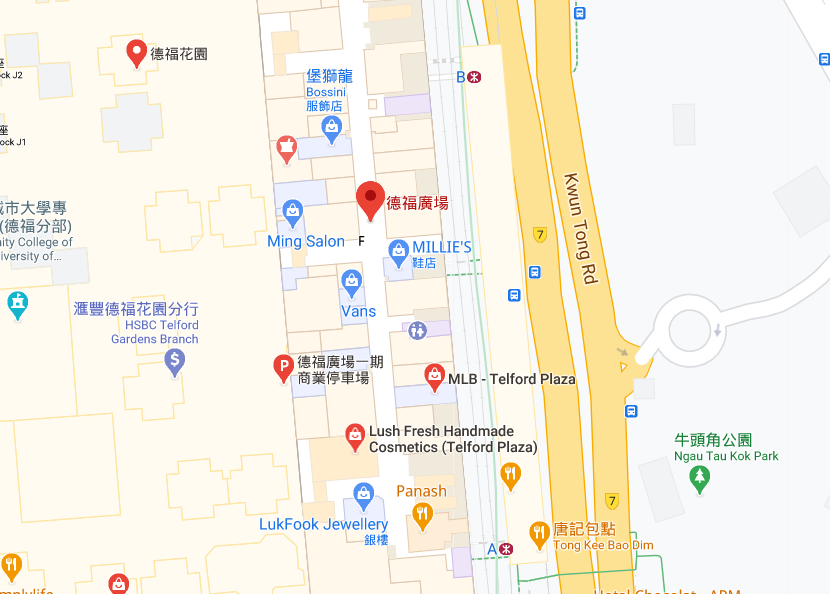 德福花園
ock J2
座
ock J1
堡獅龍
Bossini
服飾店
B
德福廣場
Ming Salon
F
MILLIE'S
鞋店
城市大學專
(德福分部)
ity College of
iversity of…
Kwun Tong Rd
7
Vans
滙豐德福花園分行
HSBC Telford
Gardens Branch
$
P
德福廣場一期
商業停車場
MLB - Telford Plaza
Lush Fresh Handmade
Cosmetics (Telford Plaza)
牛頭角公園
Ngau Tau Kok Park
Panash
7
LukFook Jewellery
銀樓
A
唐記包點
Tong Kee Bao Dim
mplylife
Hotel Chocolat - APM